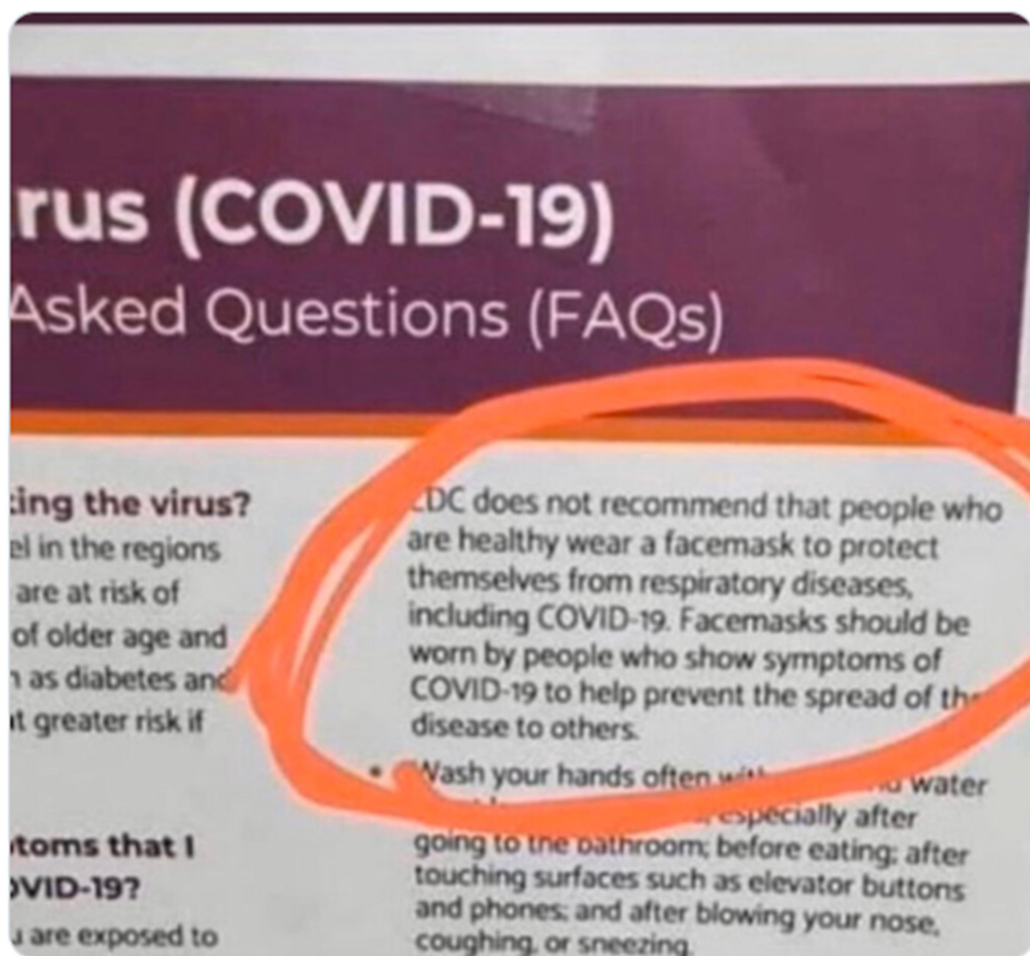 rus (COVID-19)
Asked Questions (FAQs)
ting the virus?
el in the regions
are at risk of
of older age and
as diabetes and
at greater risk if
toms that I
OVID-19?
are exposed to
CDC does not recommend that people who
are healthy wear a facemask to protect
themselves from respiratory diseases,
including COVID-19. Facemasks should be
worn by people who show symptoms of
COVID-19 to help prevent the spread of the
disease to others.
• Wash your hands often with water
especially after
going to the bathroom; before eating; after
touching surfaces such as elevator buttons
and phones; and after blowing your nose,
coughing, or sneezing.